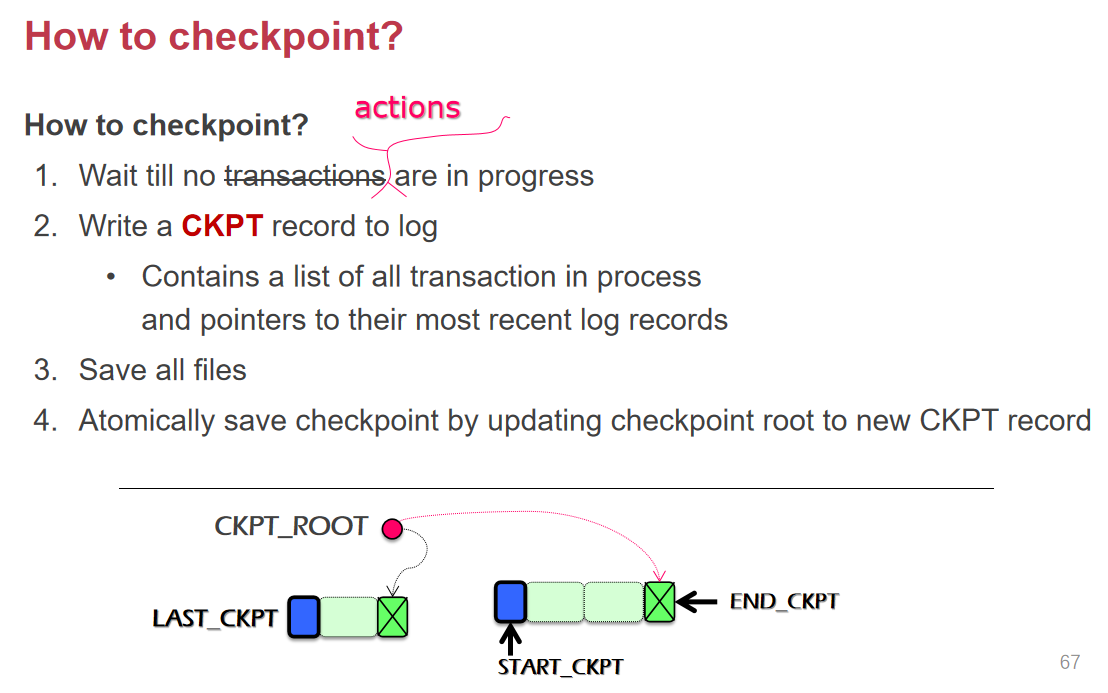 How to checkpoint?
actions
How to checkpoint?
1. Wait till no transactions are in progress
2. Write a CKPT record to log
• Contains a list of all transaction in process
and pointers to their most recent log records
3. Save all files
4. Atomically save checkpoint by updating checkpoint root to new CKPT record
CKPT_ROOT
LAST_CKPT
END_CKPT
START_CKPT
67